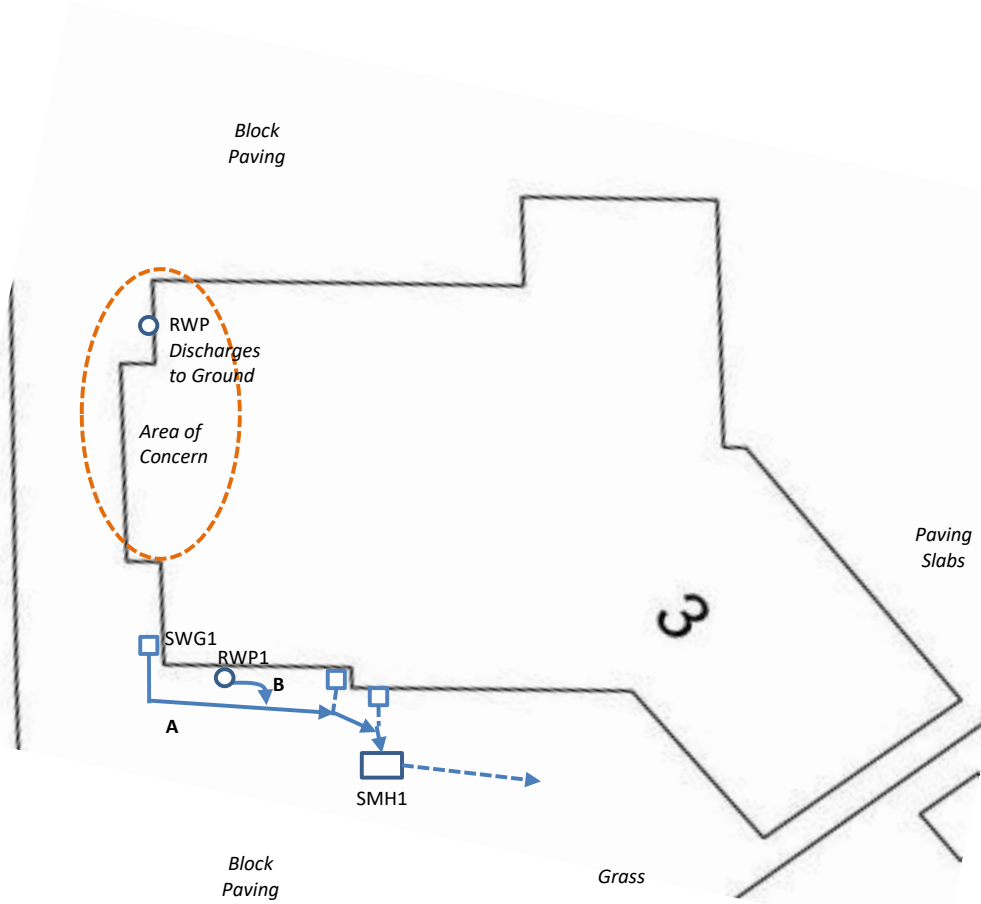 Block
Paving
RWP
Discharges
to Ground
Area of
Concern
Paving
Slabs
3
SWG1
RWP1
B
A
SMH1
Block
Paving
Grass